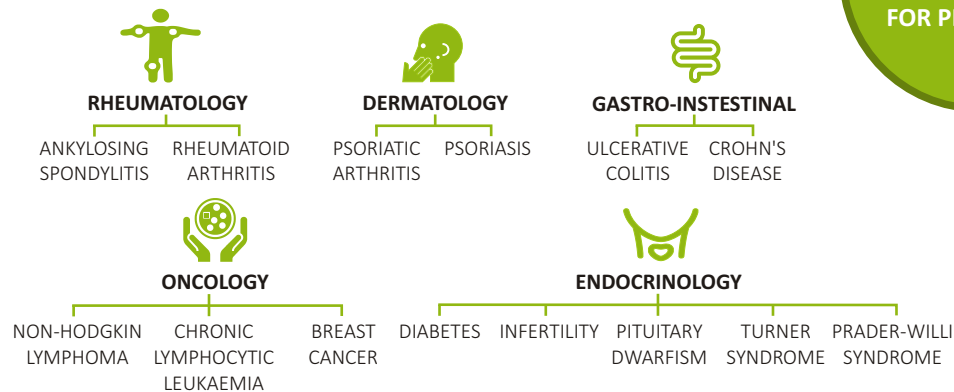 FOR P
RHEUMATOLOGY
ANKYLOSING SPONDYLITIS
RHEUMATOID ARTHRITIS
DERMATOLOGY
PSORIATIC ARTHRITIS
PSORIASIS
GASTRO-INSTESTINAL
ULCERATIVE COLITIS
CROHN'S DISEASE
ONCOLOGY
NON-HODGKIN LYMPHOMA
CHRONIC LYMPHOCYTIC LEUKAEMIA
BREAST CANCER
ENDOCRINOLOGY
DIABETES
INFERTILITY
PITUITARY DWARFISM
TURNER SYNDROME
PRADER-WILLI SYNDROME